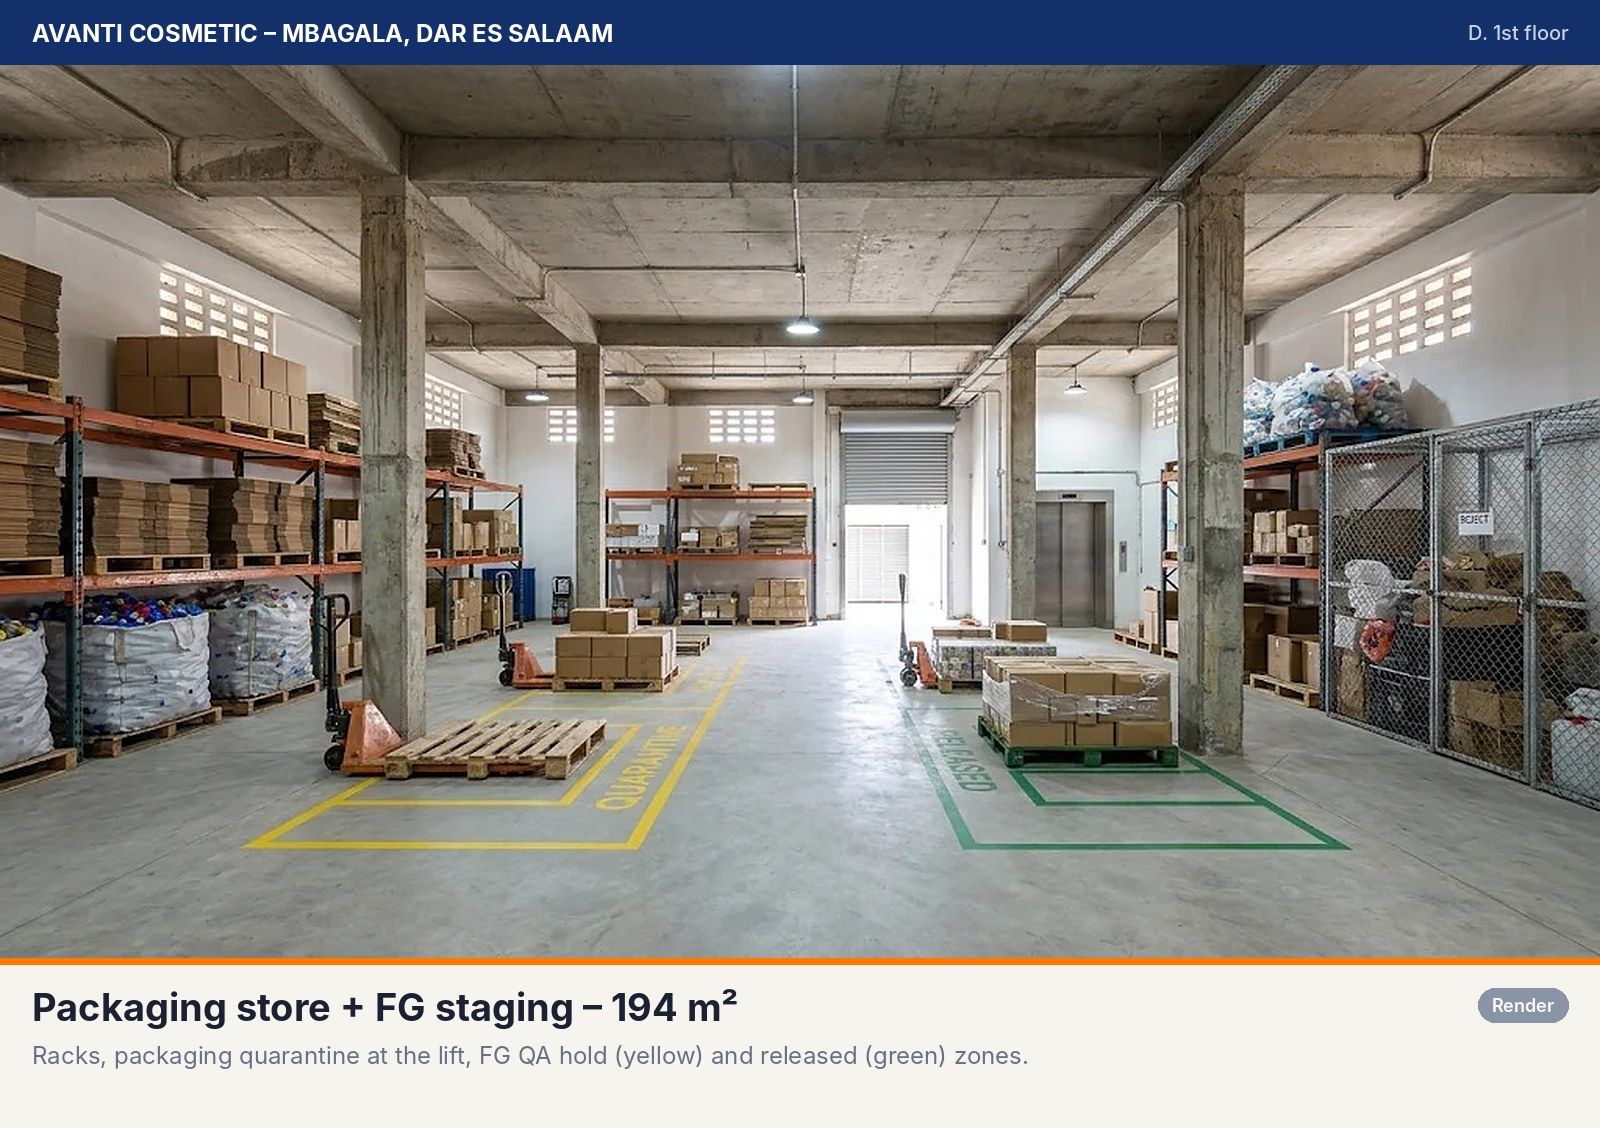 AVANTI COSMETIC – MBAGALA, DAR ES SALAAM
D. 1st floor
REJECT
QUARANTINE
RELEASED
Packaging store + FG staging – 194 m²
Render
Racks, packaging quarantine at the lift, FG QA hold (yellow) and released (green) zones.